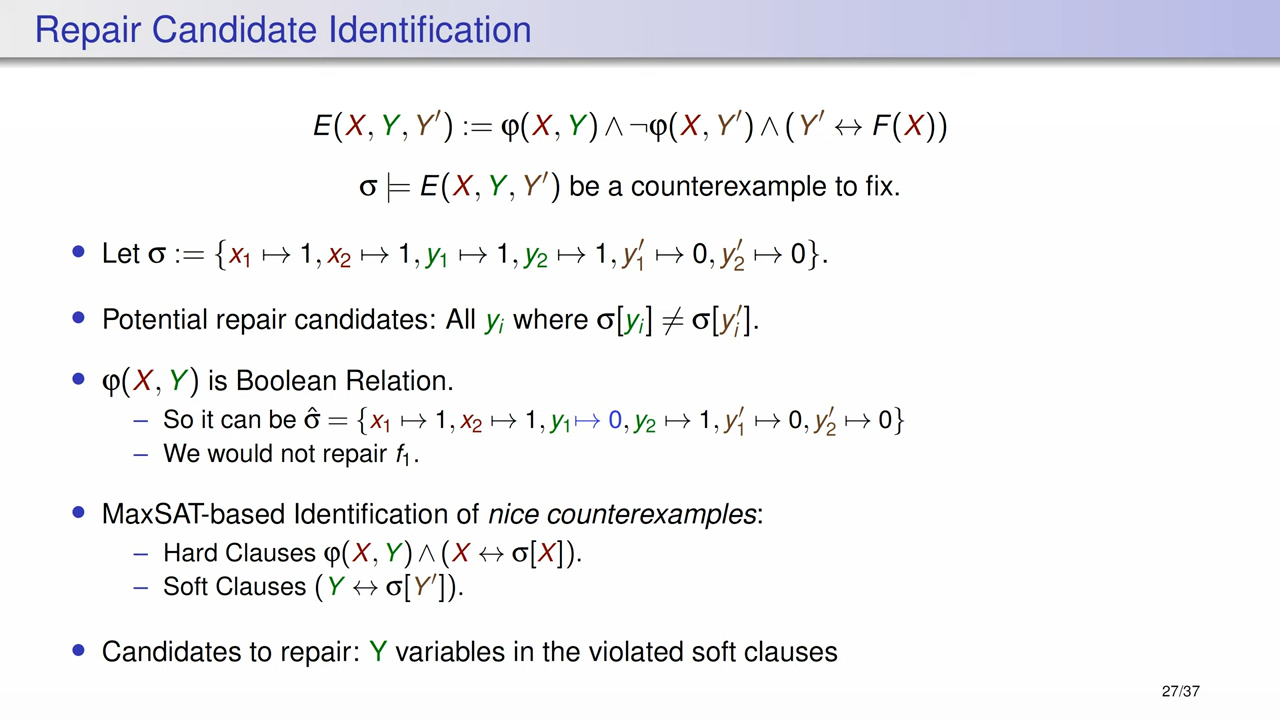 Repair Candidate Identification
E(X, Y, Y′) := φ(X, Y) ∧ ¬φ(X, Y′) ∧ (Y′ ↔ F(X))
σ ⊨ E(X, Y, Y′) be a counterexample to fix.
• Let σ := {x₁ ↦ 1, x₂ ↦ 1, y₁ ↦ 1, y₂ ↦ 1, y′₁ ↦ 0, y′₂ ↦ 0}.
• Potential repair candidates: All yᵢ where σ[yᵢ] ≠ σ[y′ᵢ].
• φ(X, Y) is Boolean Relation.
– So it can be σ̂ = {x₁ ↦ 1, x₂ ↦ 1, y₁ ↦ 0, y₂ ↦ 1, y′₁ ↦ 0, y′₂ ↦ 0}
– We would not repair f₁.
• MaxSAT-based Identification of nice counterexamples:
– Hard Clauses φ(X, Y) ∧ (X ↔ σ[X]).
– Soft Clauses (Y ↔ σ[Y′]).
• Candidates to repair: Y variables in the violated soft clauses
27/37